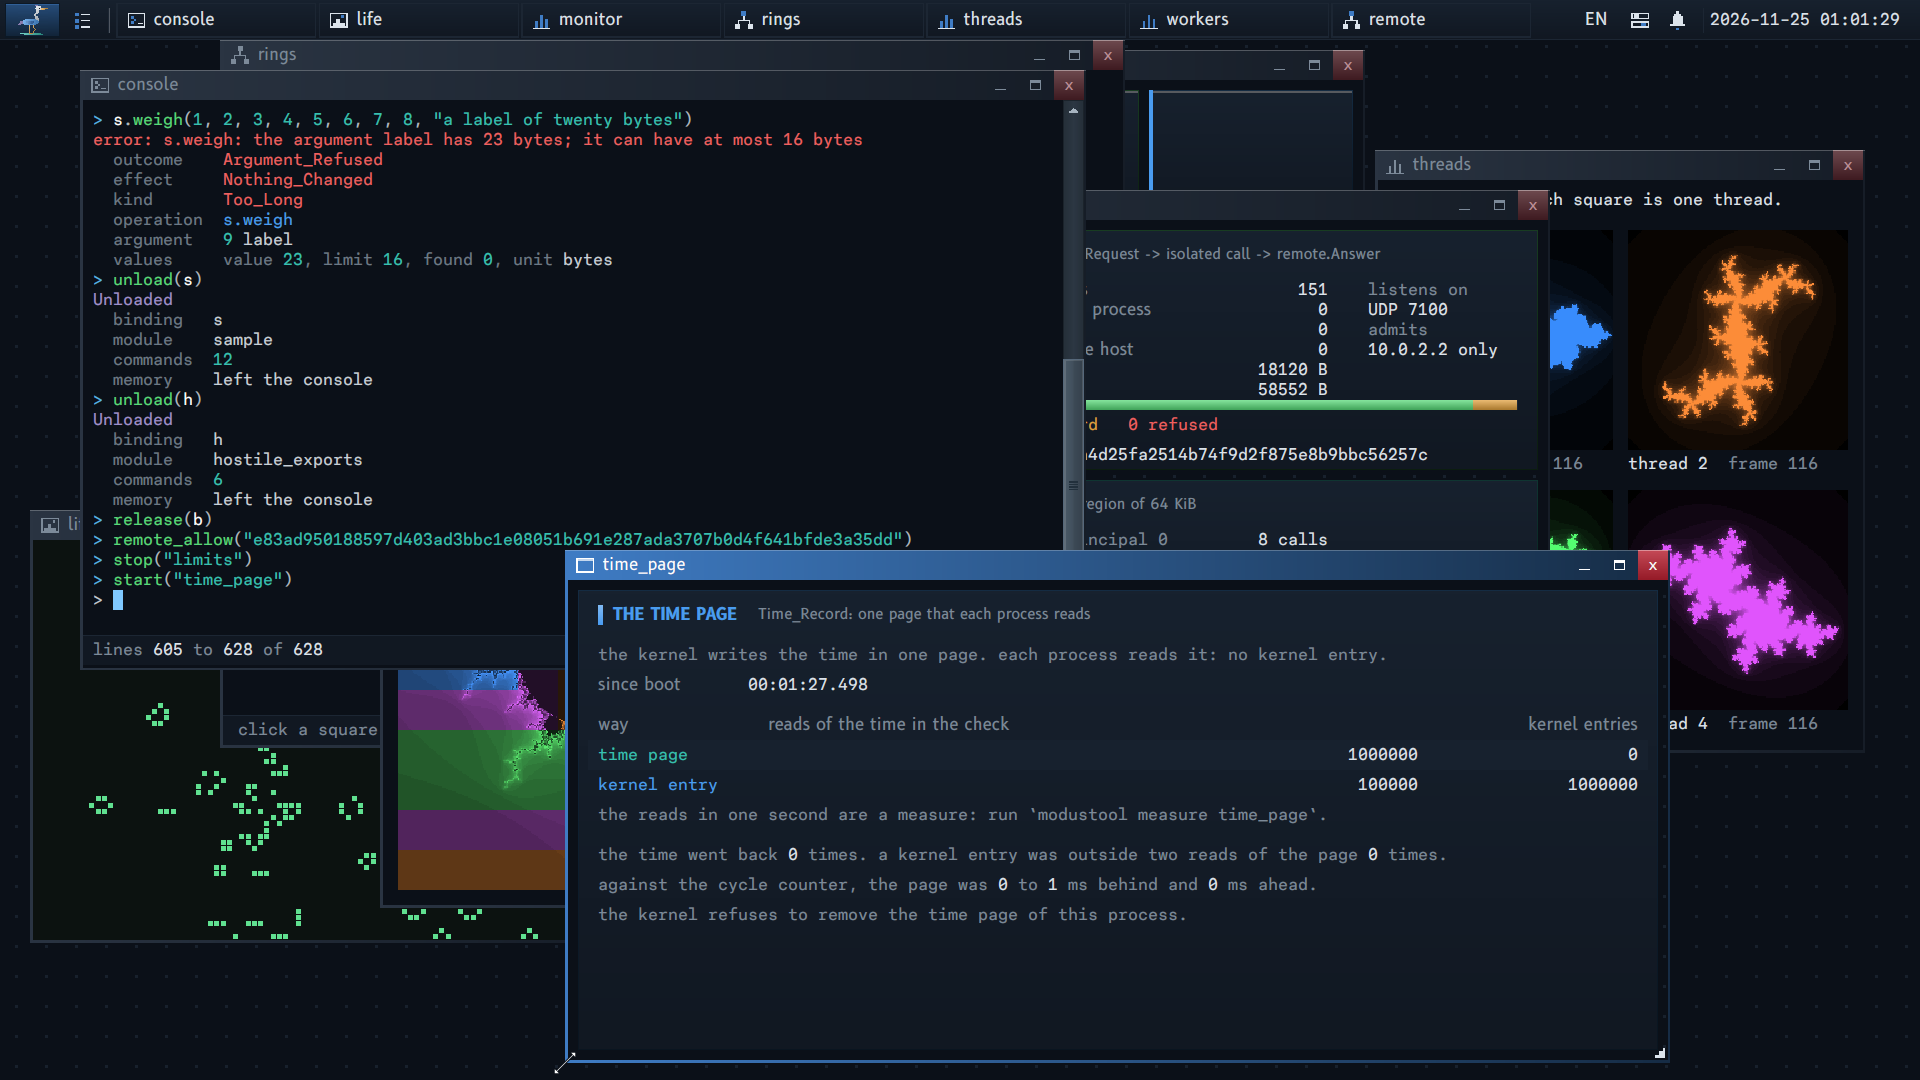 console
life
monitor
rings
threads
workers
remote
EN
2026-11-25 01:01:29
rings
console
> s.weigh(1, 2, 3, 4, 5, 6, 7, 8, "a label of twenty bytes")
error: s.weigh: the argument label has 23 bytes; it can have at most 16 bytes
outcome Argument_Refused
effect Nothing_Changed
kind Too_Long
operation s.weigh
argument 9 label
values value 23, limit 16, found 0, unit bytes
> unload(s)
Unloaded
binding s
module sample
commands 12
memory left the console
> unload(h)
Unloaded
binding h
module hostile_exports
commands 6
memory left the console
> release(b)
> remote_allow("e83ad950188597d403ad3bbc1e08051b691e287ada3707b0d4f641bfde3a35dd")
> stop("limits")
> start("time_page")
>
lines 605 to 628 of 628
Request -> isolated call -> remote.Answer
151 listens on
process 0 UDP 7100
0 admits
host 0 10.0.2.2 only
18120 B
58552 B
0 refused
4d25fa2514b74f9d2f875e8b9bbc56257c
region of 64 KiB
0 8 calls
threads
square is one thread.
116
thread 2 frame 116
4 frame 116
click a square
time_page
THE TIME PAGE Time_Record: one page that each process reads
the kernel writes the time in one page. each process reads it: no kernel entry.
since boot 00:01:27.498
way reads of the time in the check kernel entries
time page 1000000 0
kernel entry 100000 1000000
the reads in one second are a measure: run `modustool measure time_page`.
the time went back 0 times. a kernel entry was outside two reads of the page 0 times.
against the cycle counter, the page was 0 to 1 ms behind and 0 ms ahead.
the kernel refuses to remove the time page of this process.